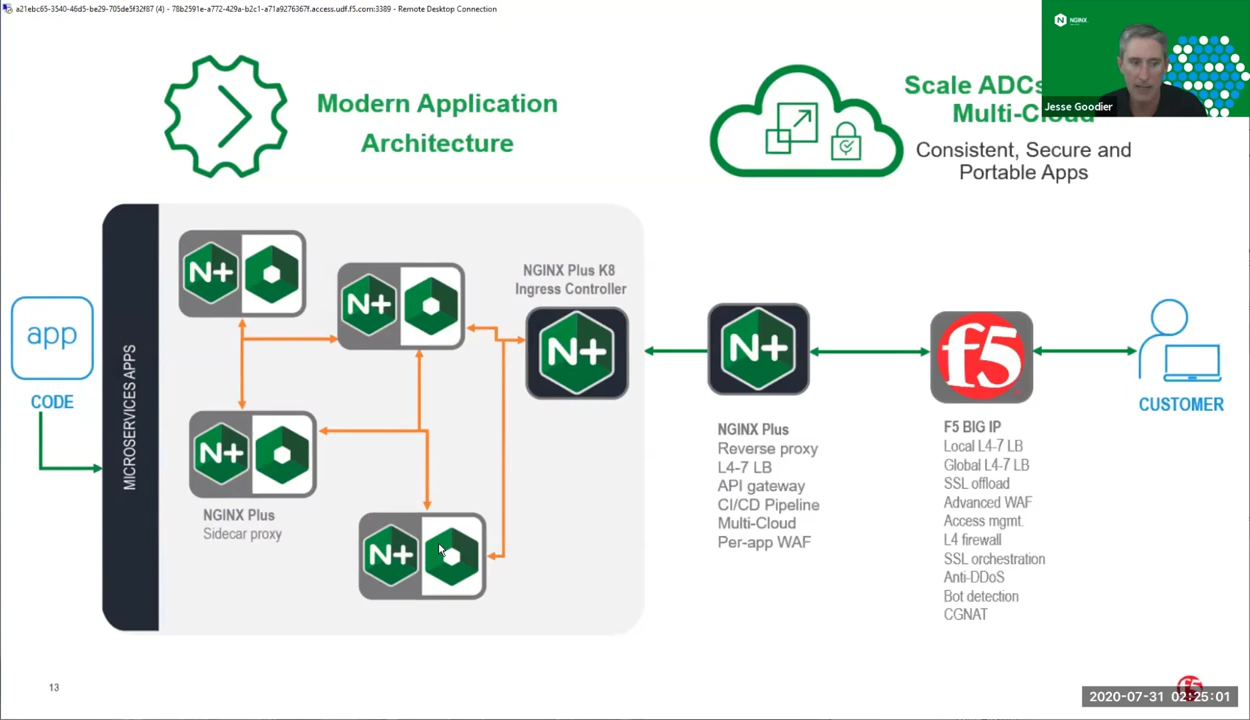 a21ebc65-3540-46d5-be29-705de5f32f87 (4) - 78b2591e-a772-429a-b2c1-a71a9276367f.access.udf.f5.com:3389 - Remote Desktop Connection
NGINX
Jesse Goodier
Modern Application
Architecture
Scale ADCs
Multi-Cloud
Consistent, Secure and
Portable Apps
app
CODE
MICROSERVICES APPS
N+
N+
NGINX Plus K8
Ingress Controller
N+
N+
f5
CUSTOMER
N+
NGINX Plus
Sidecar proxy
N+
NGINX Plus
Reverse proxy
L4-7 LB
API gateway
CI/CD Pipeline
Multi-Cloud
Per-app WAF
F5 BIG IP
Local L4-7 LB
Global L4-7 LB
SSL offload
Advanced WAF
Access mgmt.
L4 firewall
SSL orchestration
Anti-DDoS
Bot detection
CGNAT
13
f5
2020-07-31 02:25:01